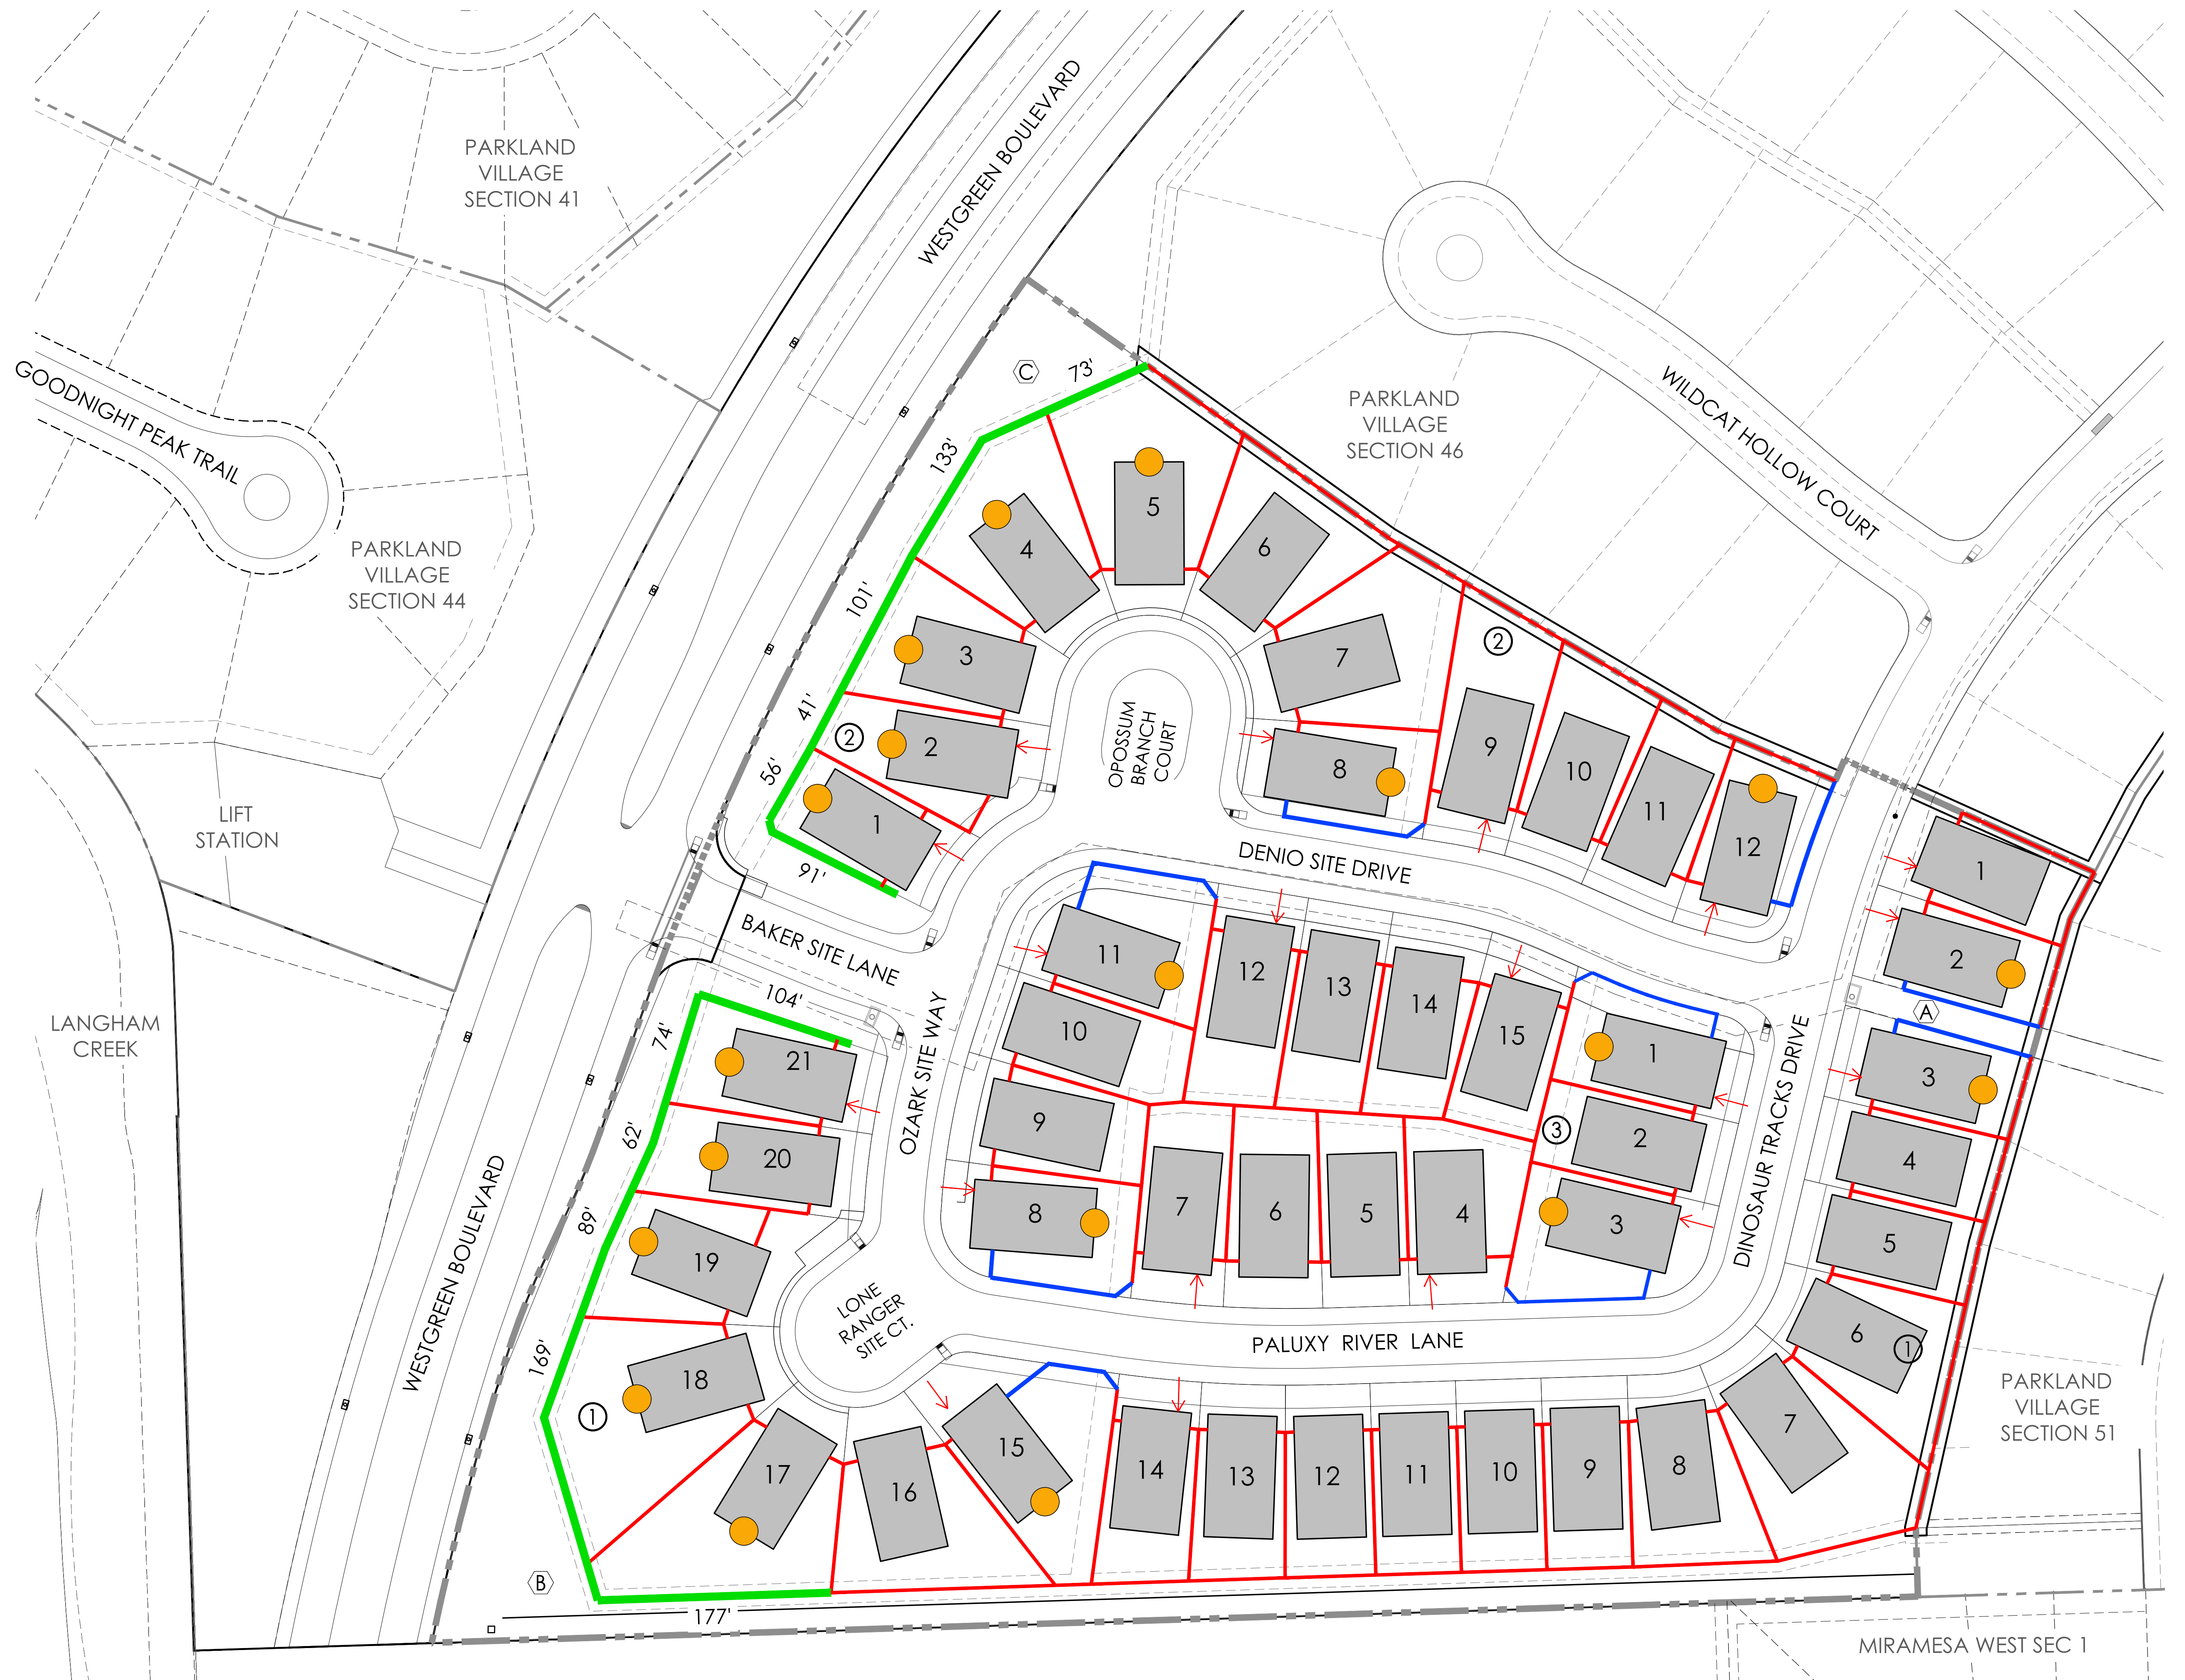 PARKLAND
VILLAGE
SECTION 41
WESTGREEN BOULEVARD
GOODNIGHT PEAK TRAIL
PARKLAND
VILLAGE
SECTION 44
LIFT
STATION
LANGHAM
CREEK
C
73'
133'
101'
41'
56'
91'
PARKLAND
VILLAGE
SECTION 46
WILDCAT HOLLOW COURT
5
4
6
3
7
2
2
2
1
8
9
10
11
12
OPOSSUM
BRANCH
COURT
DENIO SITE DRIVE
BAKER SITE LANE
OZARK SITE WAY
DINOSAUR TRACKS DRIVE
1
2
A
3
4
5
6
1
7
11
12
13
14
15
1
10
9
2
3
8
7
6
5
4
3
104'
74'
62'
89'
169'
21
20
19
18
1
17
16
15
14
13
12
11
10
9
8
WESTGREEN BOULEVARD
LONE
RANGER
SITE CT.
PALUXY RIVER LANE
PARKLAND
VILLAGE
SECTION 51
B
177'
MIRAMESA WEST SEC 1